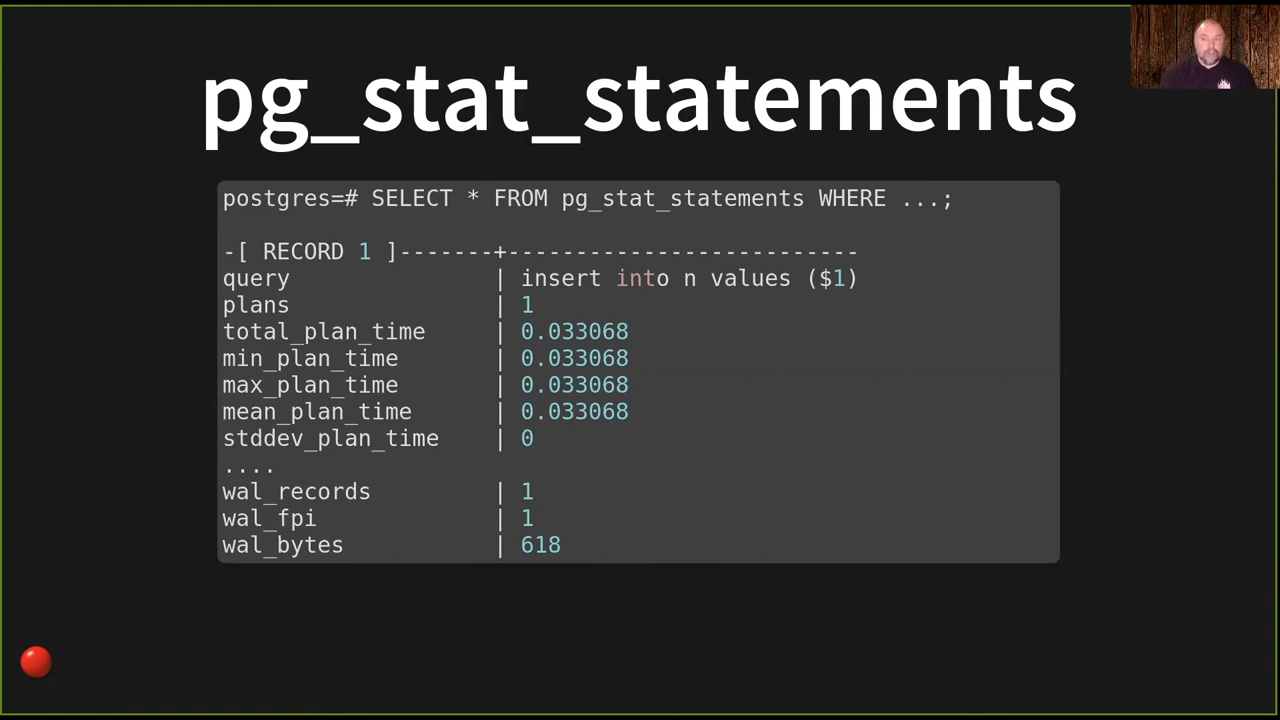 pg_stat_statements
postgres=# SELECT * FROM pg_stat_statements WHERE ...;
-[ RECORD 1 ]-------+--------------------------
query | insert into n values ($1)
plans | 1
total_plan_time | 0.033068
min_plan_time | 0.033068
max_plan_time | 0.033068
mean_plan_time | 0.033068
stddev_plan_time | 0
....
wal_records | 1
wal_fpi | 1
wal_bytes | 618